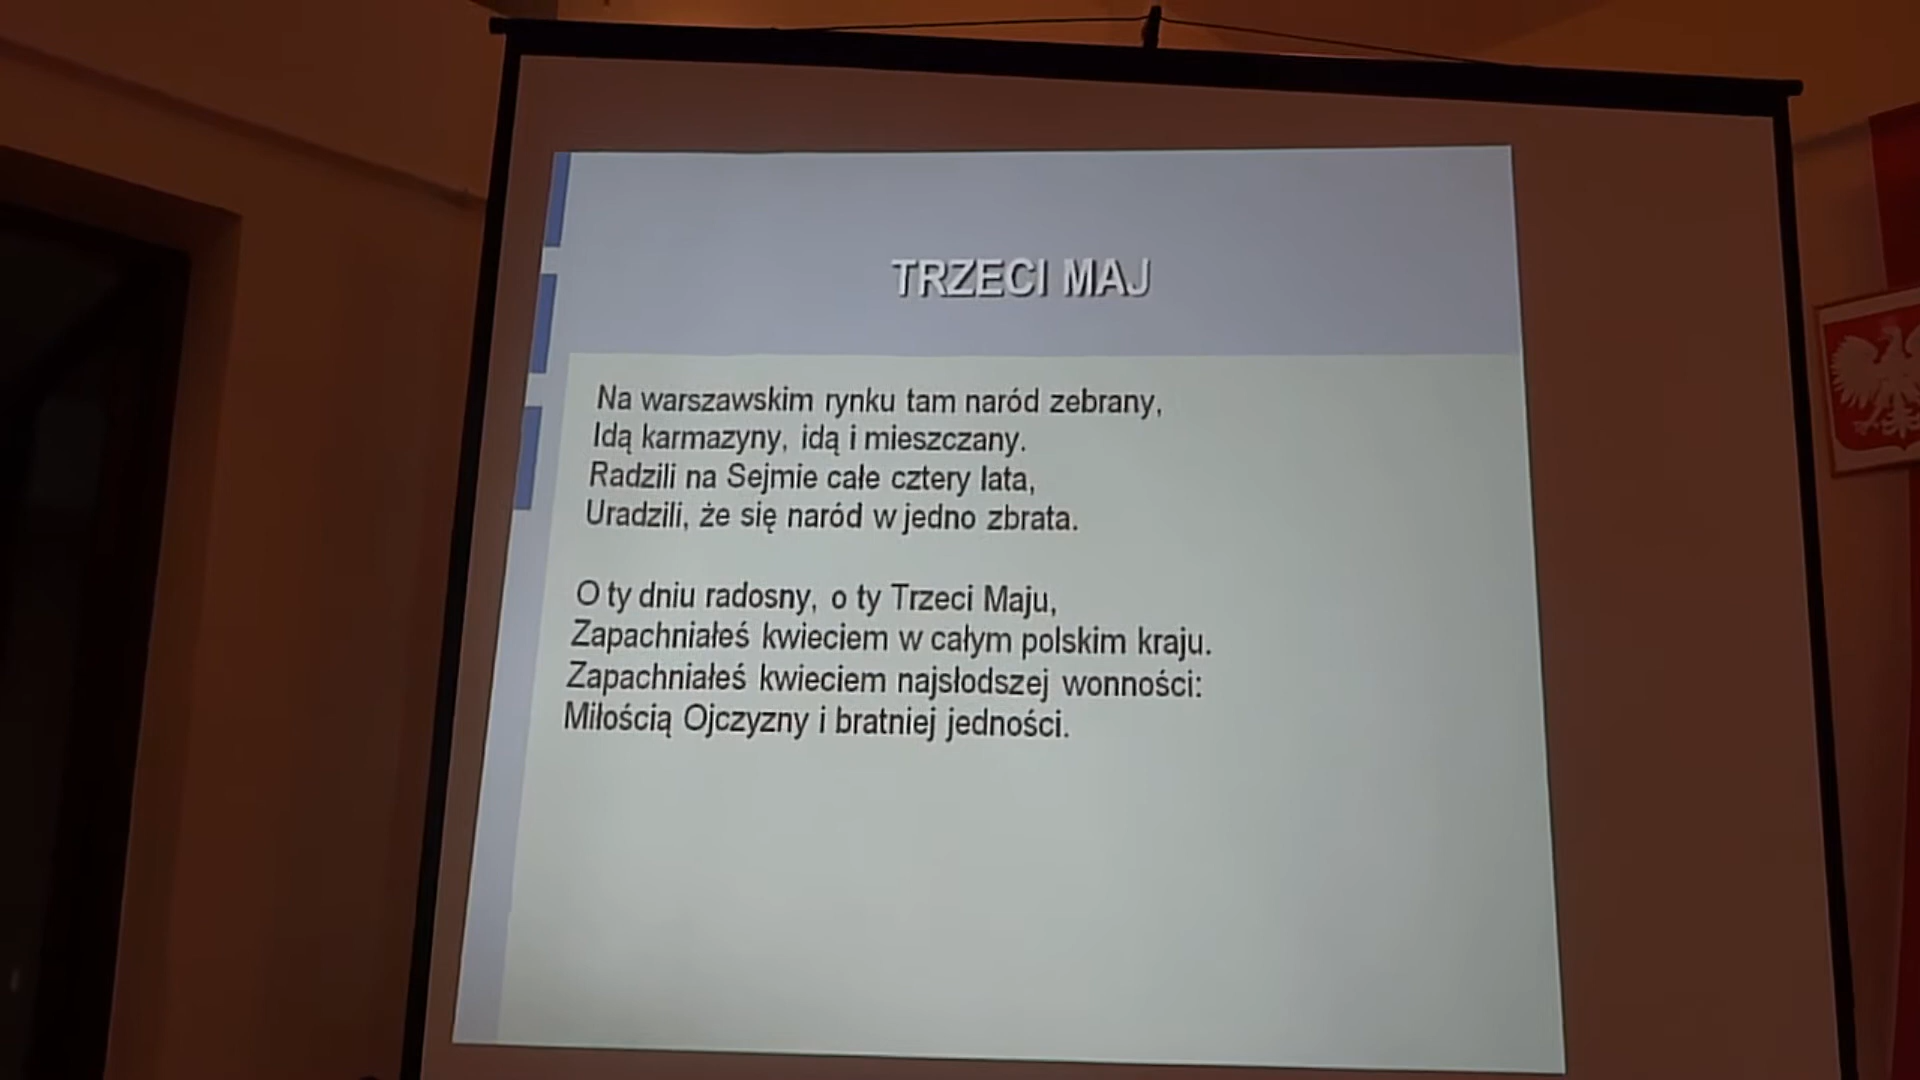 TRZECI MAJ
Na warszawskim rynku tam naród zebrany,
Idą karmazyny, idą i mieszczany.
Radzili na Sejmie całe cztery lata,
Uradzili, że się naród w jedno zbrata.
O ty dniu radosny, o ty Trzeci Maju,
Zapachniałeś kwieciem w całym polskim kraju.
Zapachniałeś kwieciem najsłodszej wonności:
Miłością Ojczyzny i bratniej jedności.